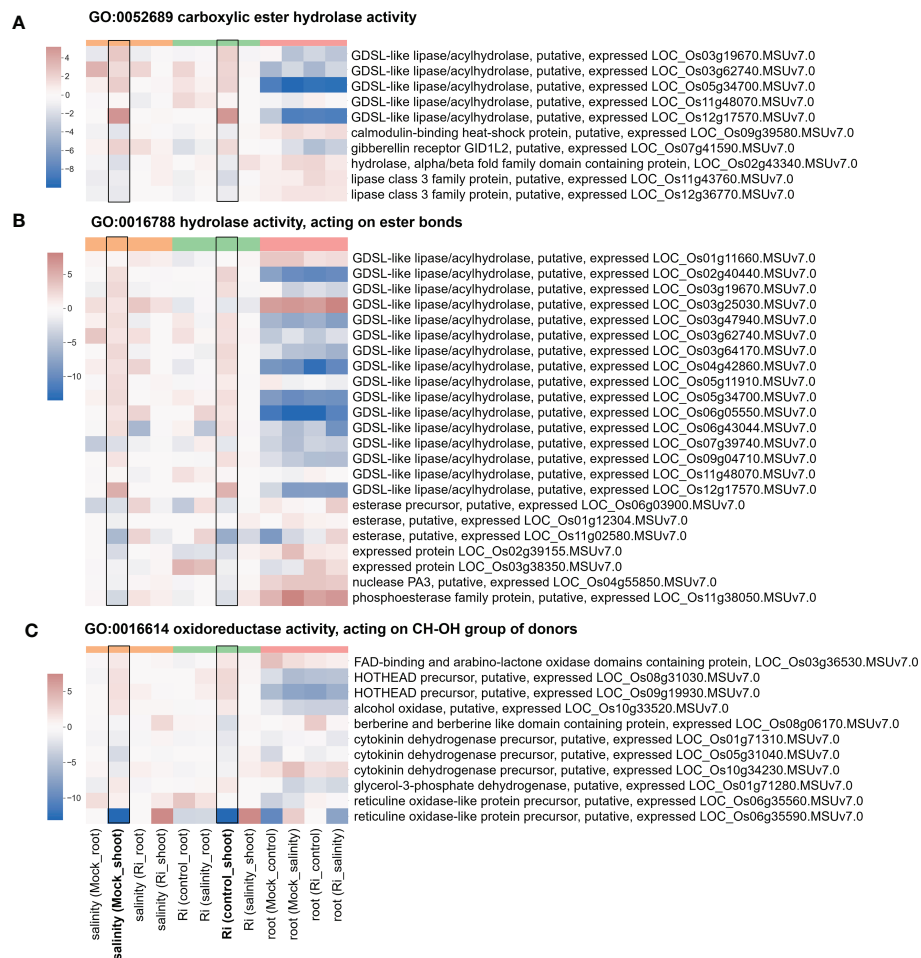 A
GO:0052689 carboxylic ester hydrolase activity
4
2
0
−2
−4
−6
−8
GDSL-like lipase/acylhydrolase, putative, expressed LOC_Os03g19670.MSUv7.0
GDSL-like lipase/acylhydrolase, putative, expressed LOC_Os03g62740.MSUv7.0
GDSL-like lipase/acylhydrolase, putative, expressed LOC_Os05g34700.MSUv7.0
GDSL-like lipase/acylhydrolase, putative, expressed LOC_Os11g48070.MSUv7.0
GDSL-like lipase/acylhydrolase, putative, expressed LOC_Os12g17570.MSUv7.0
calmodulin-binding heat-shock protein, putative, expressed LOC_Os09g39580.MSUv7.0
gibberellin receptor GID1L2, putative, expressed LOC_Os07g41590.MSUv7.0
hydrolase, alpha/beta fold family domain containing protein, LOC_Os02g43340.MSUv7.0
lipase class 3 family protein, putative, expressed LOC_Os11g43760.MSUv7.0
lipase class 3 family protein, putative, expressed LOC_Os12g36770.MSUv7.0
B
GO:0016788 hydrolase activity, acting on ester bonds
5
0
−5
−10
GDSL-like lipase/acylhydrolase, putative, expressed LOC_Os01g11660.MSUv7.0
GDSL-like lipase/acylhydrolase, putative, expressed LOC_Os02g40440.MSUv7.0
GDSL-like lipase/acylhydrolase, putative, expressed LOC_Os03g19670.MSUv7.0
GDSL-like lipase/acylhydrolase, putative, expressed LOC_Os03g25030.MSUv7.0
GDSL-like lipase/acylhydrolase, putative, expressed LOC_Os03g47940.MSUv7.0
GDSL-like lipase/acylhydrolase, putative, expressed LOC_Os03g62740.MSUv7.0
GDSL-like lipase/acylhydrolase, putative, expressed LOC_Os03g64170.MSUv7.0
GDSL-like lipase/acylhydrolase, putative, expressed LOC_Os04g42860.MSUv7.0
GDSL-like lipase/acylhydrolase, putative, expressed LOC_Os05g11910.MSUv7.0
GDSL-like lipase/acylhydrolase, putative, expressed LOC_Os05g34700.MSUv7.0
GDSL-like lipase/acylhydrolase, putative, expressed LOC_Os06g05550.MSUv7.0
GDSL-like lipase/acylhydrolase, putative, expressed LOC_Os06g43044.MSUv7.0
GDSL-like lipase/acylhydrolase, putative, expressed LOC_Os07g39740.MSUv7.0
GDSL-like lipase/acylhydrolase, putative, expressed LOC_Os09g04710.MSUv7.0
GDSL-like lipase/acylhydrolase, putative, expressed LOC_Os11g48070.MSUv7.0
GDSL-like lipase/acylhydrolase, putative, expressed LOC_Os12g17570.MSUv7.0
esterase precursor, putative, expressed LOC_Os06g03900.MSUv7.0
esterase, putative, expressed LOC_Os01g12304.MSUv7.0
esterase, putative, expressed LOC_Os11g02580.MSUv7.0
expressed protein LOC_Os02g39155.MSUv7.0
expressed protein LOC_Os03g38350.MSUv7.0
nuclease PA3, putative, expressed LOC_Os04g55850.MSUv7.0
phosphoesterase family protein, putative, expressed LOC_Os11g38050.MSUv7.0
C
GO:0016614 oxidoreductase activity, acting on CH-OH group of donors
5
0
−5
−10
FAD-binding and arabino-lactone oxidase domains containing protein, LOC_Os03g36530.MSUv7.0
HOTHEAD precursor, putative, expressed LOC_Os08g31030.MSUv7.0
HOTHEAD precursor, putative, expressed LOC_Os09g19930.MSUv7.0
alcohol oxidase, putative, expressed LOC_Os10g33520.MSUv7.0
berberine and berberine like domain containing protein, expressed LOC_Os08g06170.MSUv7.0
cytokinin dehydrogenase precursor, putative, expressed LOC_Os01g71310.MSUv7.0
cytokinin dehydrogenase precursor, putative, expressed LOC_Os05g31040.MSUv7.0
cytokinin dehydrogenase precursor, putative, expressed LOC_Os10g34230.MSUv7.0
glycerol-3-phosphate dehydrogenase, putative, expressed LOC_Os01g71280.MSUv7.0
reticuline oxidase-like protein precursor, putative, expressed LOC_Os06g35560.MSUv7.0
reticuline oxidase-like protein precursor, putative, expressed LOC_Os06g35590.MSUv7.0
salinity (Mock_root)
salinity (Mock_shoot)
salinity (Ri_root)
salinity (Ri_shoot)
Ri (control_root)
Ri (salinity_root)
Ri (control_shoot)
Ri (salinity_shoot)
root (Mock_control)
root (Mock_salinity)
root (Ri_control)
root (Ri_salinity)